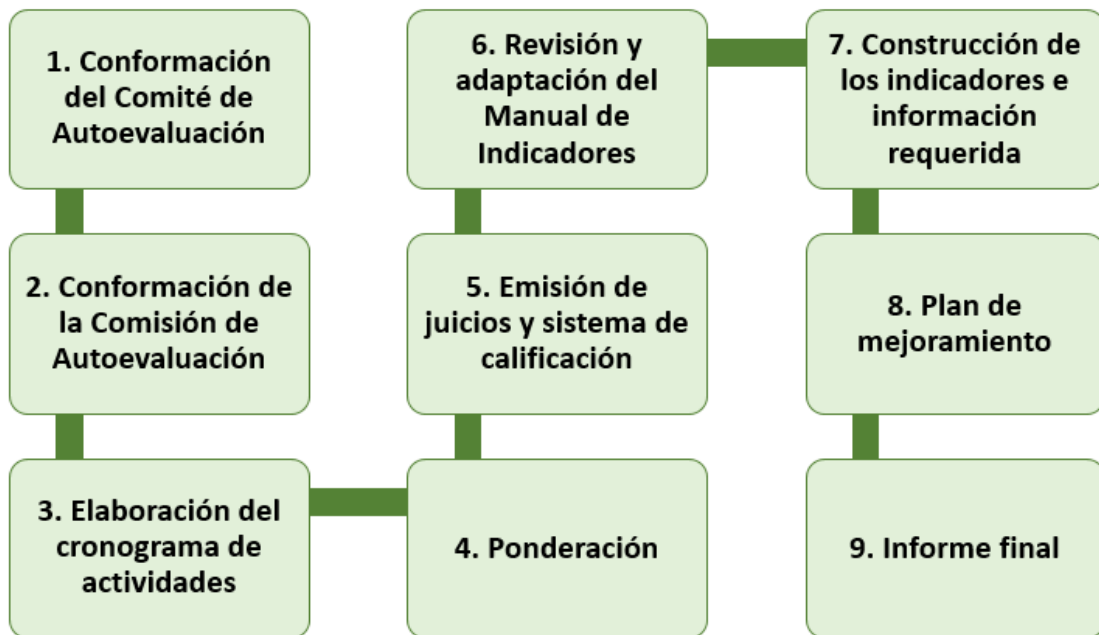 1. Conformación
del Comité de
Autoevaluación
2. Conformación de
la Comisión de
Autoevaluación
3. Elaboración del
cronograma de
actividades
4. Ponderación
5. Emisión de
juicios y sistema de
calificación
6. Revisión y
adaptación del
Manual de
Indicadores
7. Construcción de
los indicadores e
información
requerida
8. Plan de
mejoramiento
9. Informe final